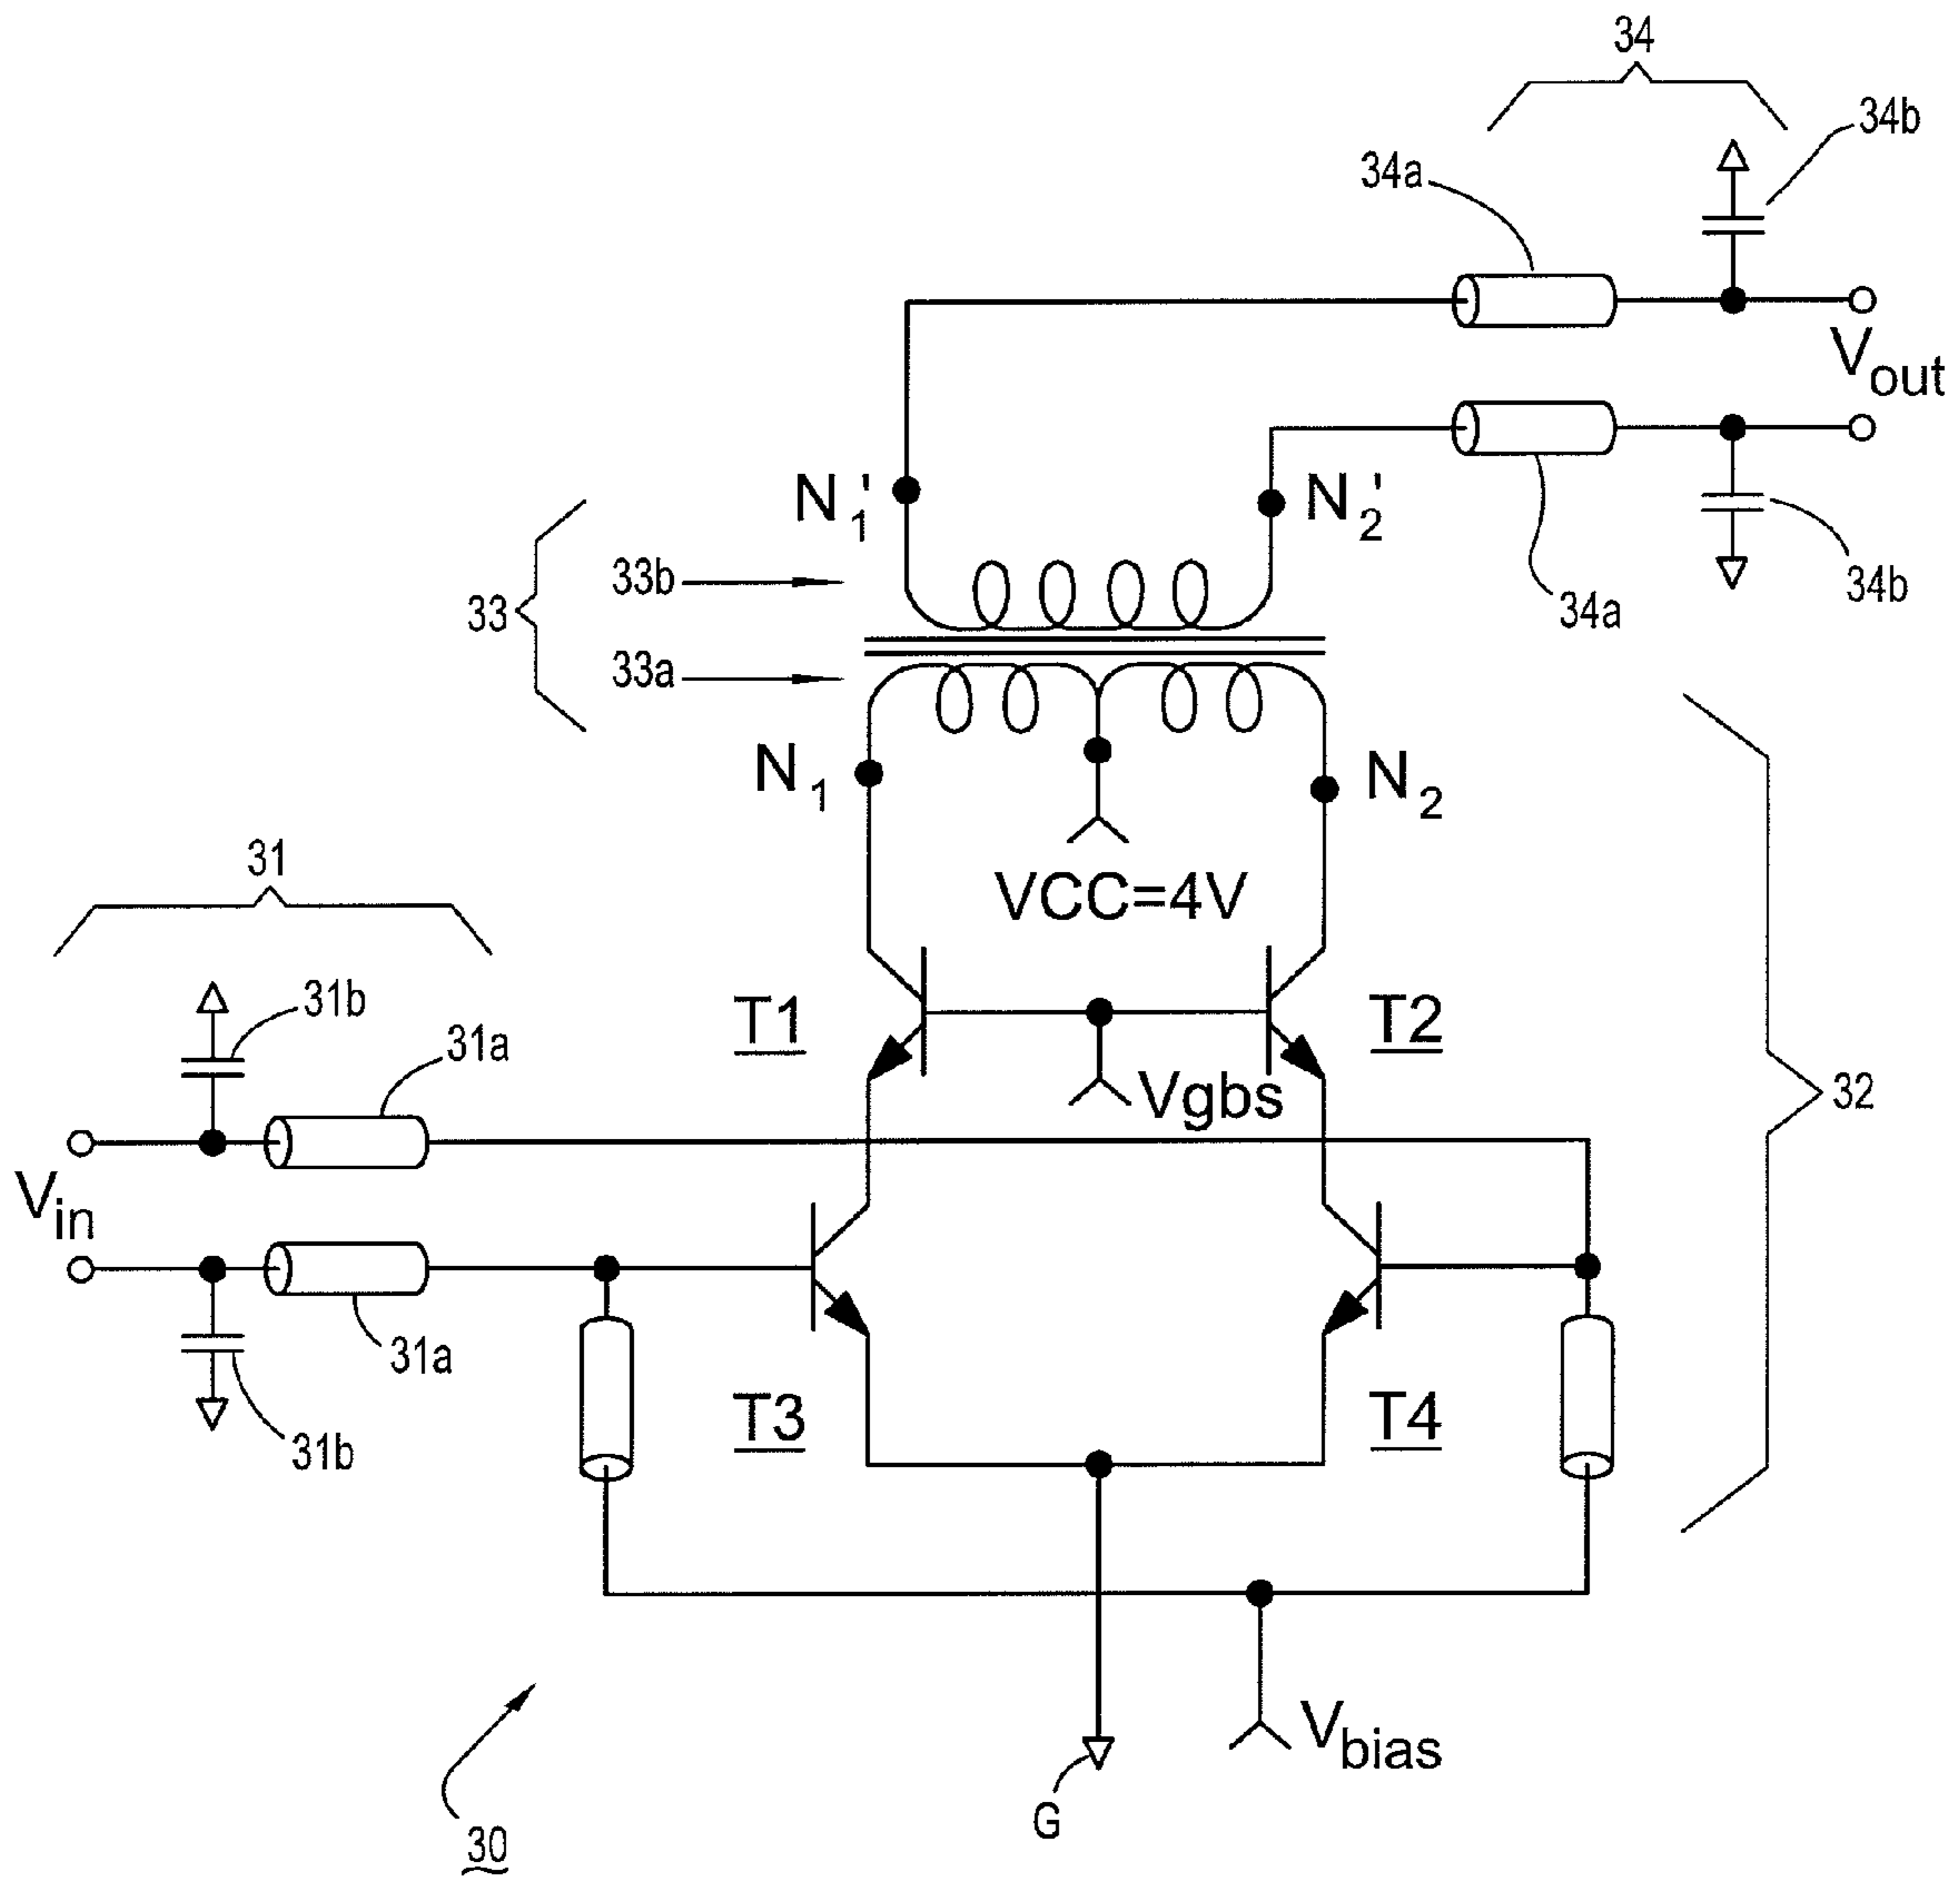 34
34b
34a
Vout
N1'
N2'
34a
34b
33b
33
33a
N1
N2
31
VCC=4V
31b
31a
T1
T2
Vgbs
32
Vin
31a
31b
T3
T4
Vbias
G
30